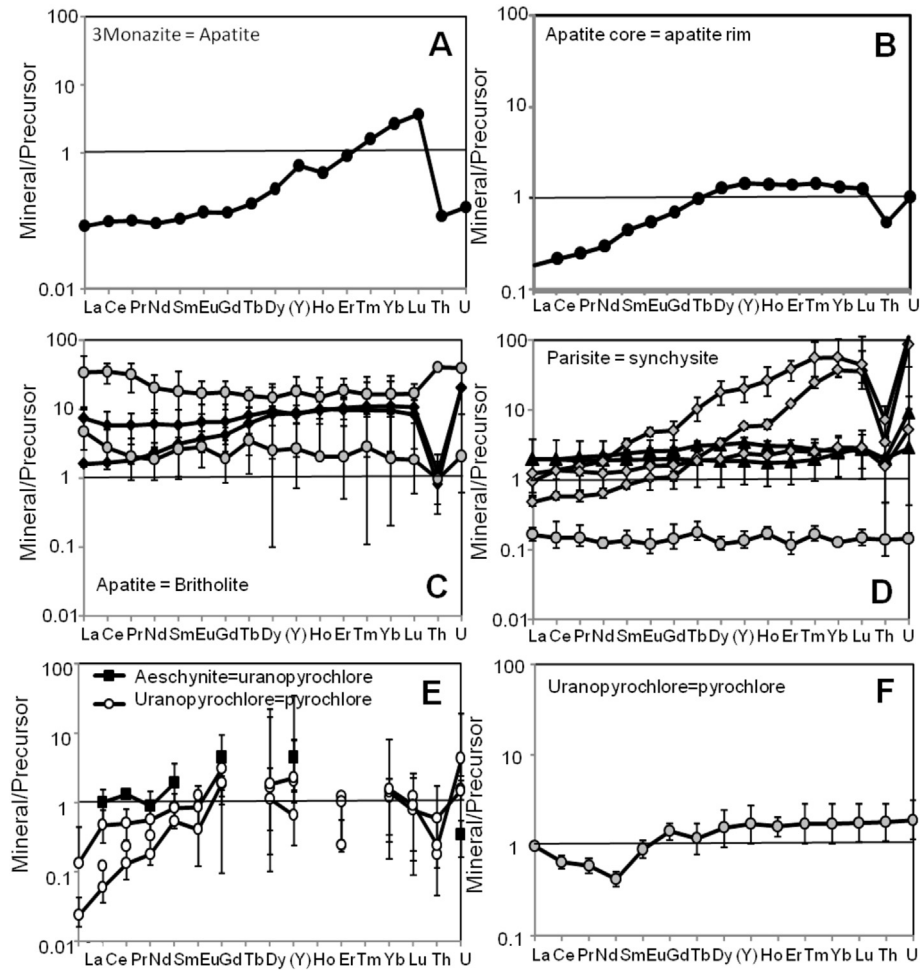 100
10
1
0.01
3Monazite = Apatite
A
Mineral/Precursor
La Ce Pr Nd Sm Eu Gd Tb Dy (Y) Ho Er Tm Yb Lu Th U
100
10
1
0.1
Apatite core = apatite rim
B
Mineral/Precursor
La Ce Pr Nd Sm Eu Gd Tb Dy (Y) Ho Er Tm Yb Lu Th U
100
10
1
0.1
0.01
Apatite = Britholite
C
Mineral/Precursor
La Ce Pr Nd Sm Eu Gd Tb Dy (Y) Ho Er Tm Yb Lu Th U
100
10
1
0.1
0.01
Parisite = synchysite
D
Mineral/Precursor
La Ce Pr Nd Sm Eu Gd Tb Dy (Y) Ho Er Tm Yb Lu Th U
100
10
1
0.1
0.01
Aeschynite=uranopyrochlore
Uranopyrochlore=pyrochlore
E
Mineral/Precursor
La Ce Pr Nd Sm Eu Gd Tb Dy (Y) Ho Er Tm Yb Lu Th U
100
10
1
0.1
Uranopyrochlore=pyrochlore
F
Mineral/Precursor
La Ce Pr Nd Sm Eu Gd Tb Dy (Y) Ho Er Tm Yb Lu Th U